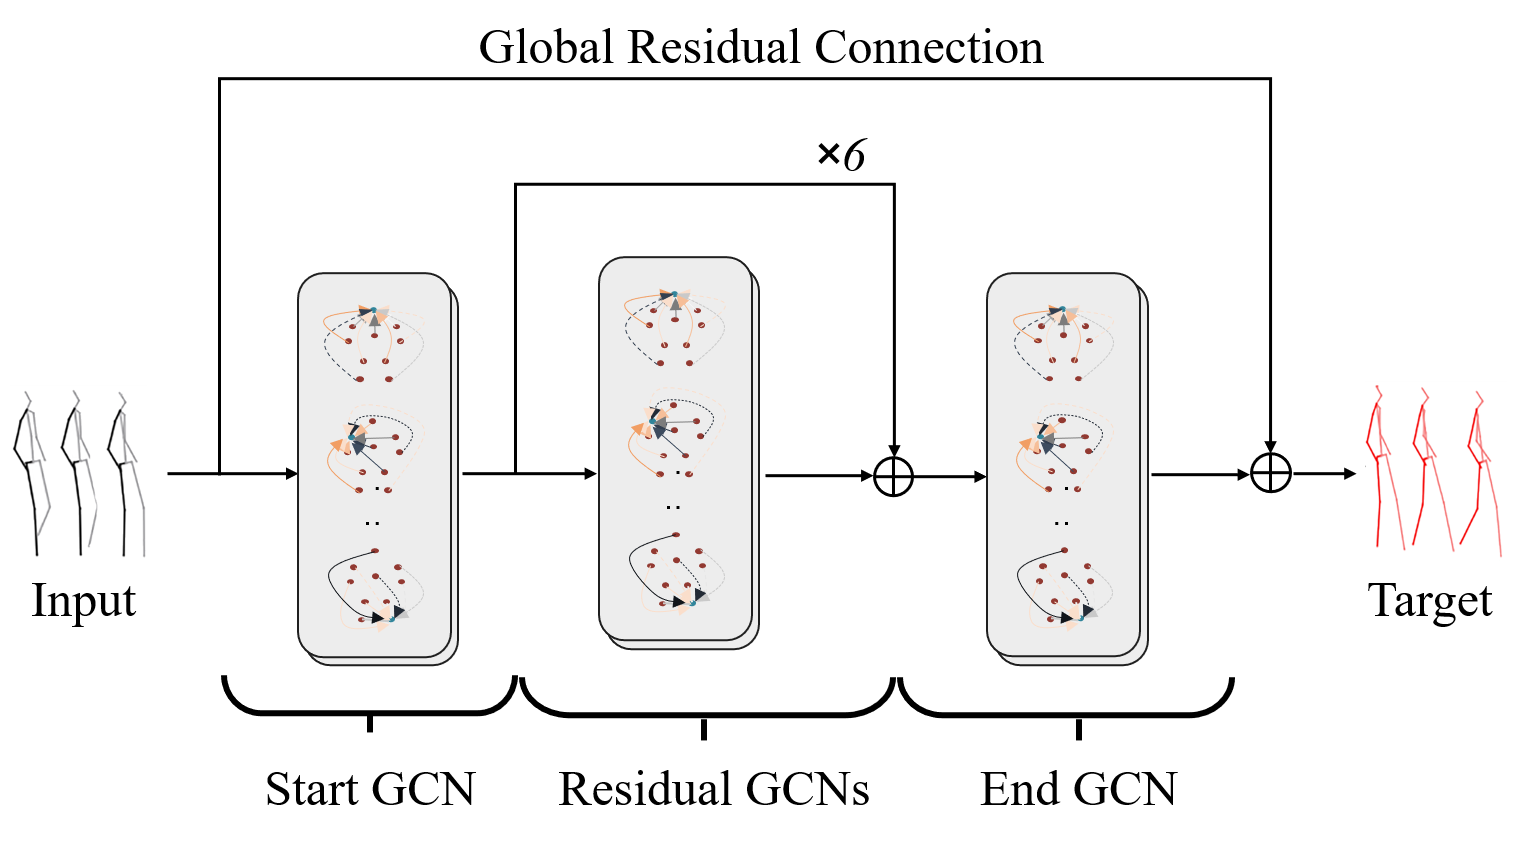 Global Residual Connection
×6
Input
Target
Start GCN
Residual GCNs
End GCN